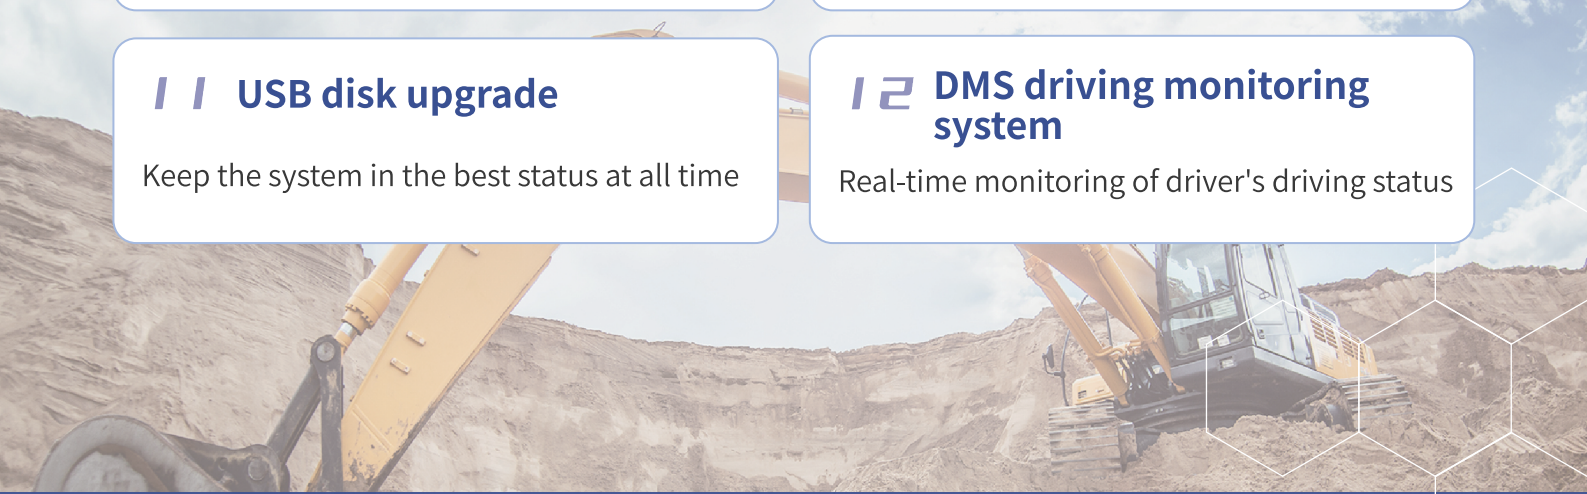 11 USB disk upgrade
Keep the system in the best status at all time
12 DMS driving monitoring
system
Real-time monitoring of driver's driving status